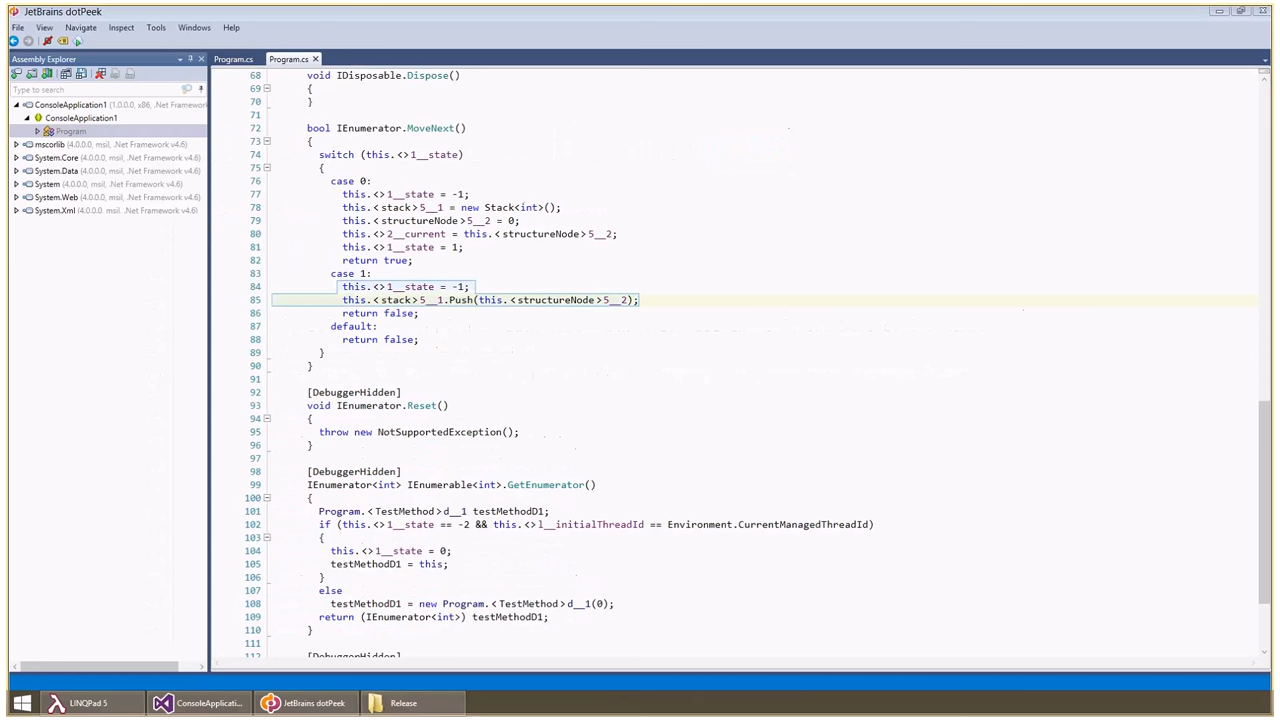 JetBrains dotPeek
File View Navigate Inspect Tools Windows Help
Assembly Explorer
Program.cs Program.cs
Type to search
ConsoleApplication1 (1.0.0.0, x86, .Net Framework
ConsoleApplication1
Program
mscorlib (4.0.0.0, msil, .Net Framework v4.6)
System.Core (4.0.0.0, msil, .Net Framework v4.6)
System.Data (4.0.0.0, msil, .Net Framework v4.6)
System (4.0.0.0, msil, .Net Framework v4.6)
System.Web (4.0.0.0, msil, .Net Framework v4.6)
System.Xml (4.0.0.0, msil, .Net Framework v4.6)
68 void IDisposable.Dispose()
69 {
70 }
71
72 bool IEnumerator.MoveNext()
73 {
74 switch (this.<>1__state)
75 {
76 case 0:
77 this.<>1__state = -1;
78 this.<stack>5__1 = new Stack<int>();
79 this.<structureNode>5__2 = 0;
80 this.<>2__current = this.<structureNode>5__2;
81 this.<>1__state = 1;
82 return true;
83 case 1:
84 this.<>1__state = -1;
85 this.<stack>5__1.Push(this.<structureNode>5__2);
86 return false;
87 default:
88 return false;
89 }
90 }
91
92 [DebuggerHidden]
93 void IEnumerator.Reset()
94 {
95 throw new NotSupportedException();
96 }
97
98 [DebuggerHidden]
99 IEnumerator<int> IEnumerable<int>.GetEnumerator()
100 {
101 Program.<TestMethod>d__1 testMethodD1;
102 if (this.<>1__state == -2 && this.<>l__initialThreadId == Environment.CurrentManagedThreadId)
103 {
104 this.<>1__state = 0;
105 testMethodD1 = this;
106 }
107 else
108 testMethodD1 = new Program.<TestMethod>d__1(0);
109 return (IEnumerator<int>) testMethodD1;
110 }
111
112 [DebuggerHidden]
LINQPad 5 ConsoleApplicati... JetBrains dotPeek Release